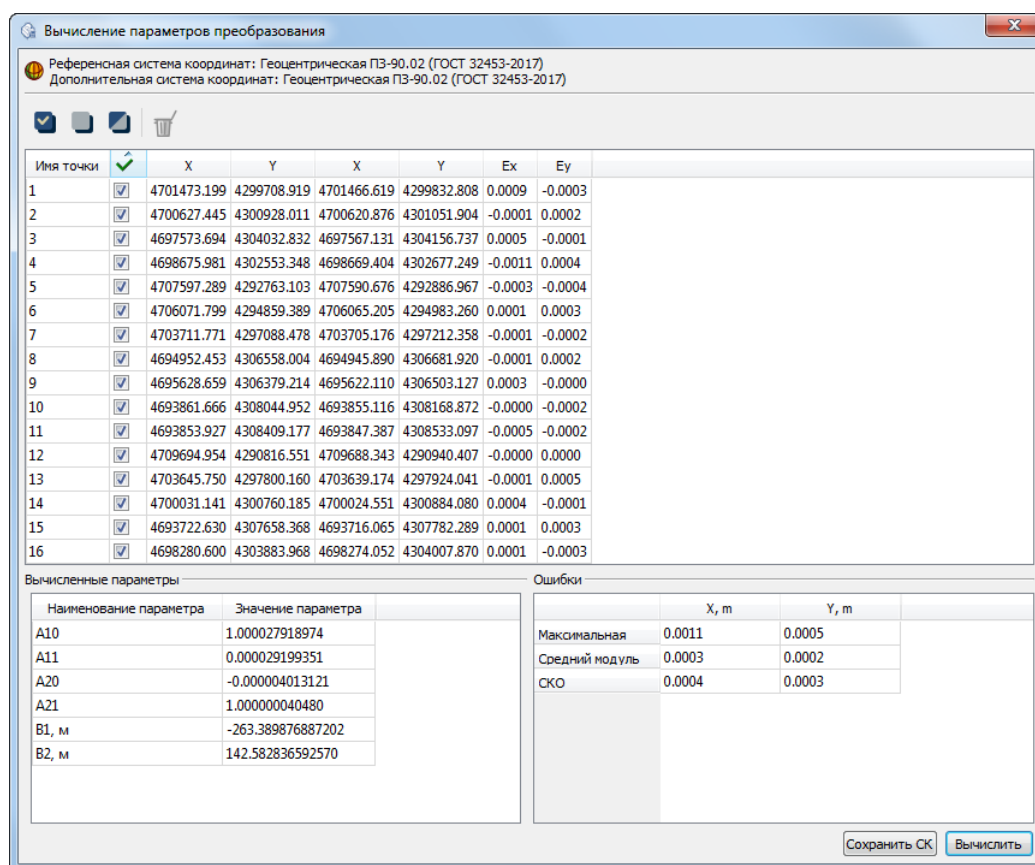 Вычисление параметров преобразования
Референсная система координат: Геоцентрическая ПЗ-90.02 (ГОСТ 32453-2017)
Дополнительная система координат: Геоцентрическая ПЗ-90.02 (ГОСТ 32453-2017)
Имя точки X Y X Y Ex Ey
1 4701473.199 4299708.919 4701466.619 4299832.808 0.0009 -0.0003
2 4700627.445 4300928.011 4700620.876 4301051.904 -0.0001 0.0002
3 4697573.694 4304032.832 4697567.131 4304156.737 0.0005 -0.0001
4 4698675.981 4302553.348 4698669.404 4302677.249 -0.0011 0.0004
5 4707597.289 4292763.103 4707590.676 4292886.967 -0.0003 -0.0004
6 4706071.799 4294859.389 4706065.205 4294983.260 0.0001 0.0003
7 4703711.771 4297088.478 4703705.176 4297212.358 -0.0001 -0.0002
8 4694952.453 4306558.004 4694945.890 4306681.920 -0.0001 0.0002
9 4695628.659 4306379.214 4695622.110 4306503.127 0.0003 -0.0000
10 4693861.666 4308044.952 4693855.116 4308168.872 -0.0000 -0.0002
11 4693853.927 4308409.177 4693847.387 4308533.097 -0.0005 -0.0002
12 4709694.954 4290816.551 4709688.343 4290940.407 -0.0000 0.0000
13 4703645.750 4297800.160 4703639.174 4297924.041 -0.0001 0.0005
14 4700031.141 4300760.185 4700024.551 4300884.080 0.0004 -0.0001
15 4693722.630 4307658.368 4693716.065 4307782.289 0.0001 0.0003
16 4698280.600 4303883.968 4698274.052 4304007.870 0.0001 -0.0003
Вычисленные параметры
Наименование параметра Значение параметра
A10 1.000027918974
A11 0.000029199351
A20 -0.000004013121
A21 1.000000040480
B1, м -263.389876887202
B2, м 142.582836592570
Ошибки
X, m Y, m
Максимальная 0.0011 0.0005
Средний модуль 0.0003 0.0002
СКО 0.0004 0.0003
Сохранить СК Вычислить